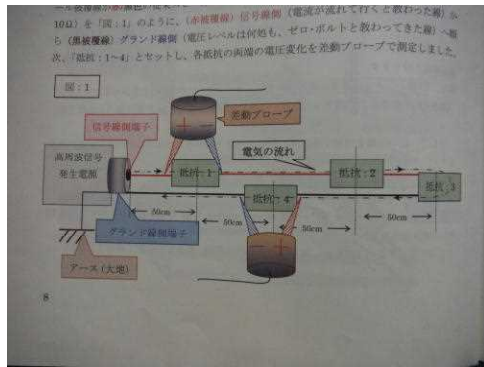 10Ω)を「図:1」のように、(赤被覆線)信号線側(電流が流れて行くと教わった線)か
ら(黒被覆線)グランド線側(電圧レベルは何処も、ゼロ・ボルトと教わってきた線)へ順
次、「抵抗:1~4」とセットし、各抵抗の両端の電圧変化を差動プローブで測定しました。
図:1
差動プローブ
信号線側端子
電気の流れ
高周波信号
発生電源
抵抗:1
抵抗:2
抵抗:3
抵抗:4
50cm
50cm
50cm
50cm
グランド線側端子
アース(大地)
8